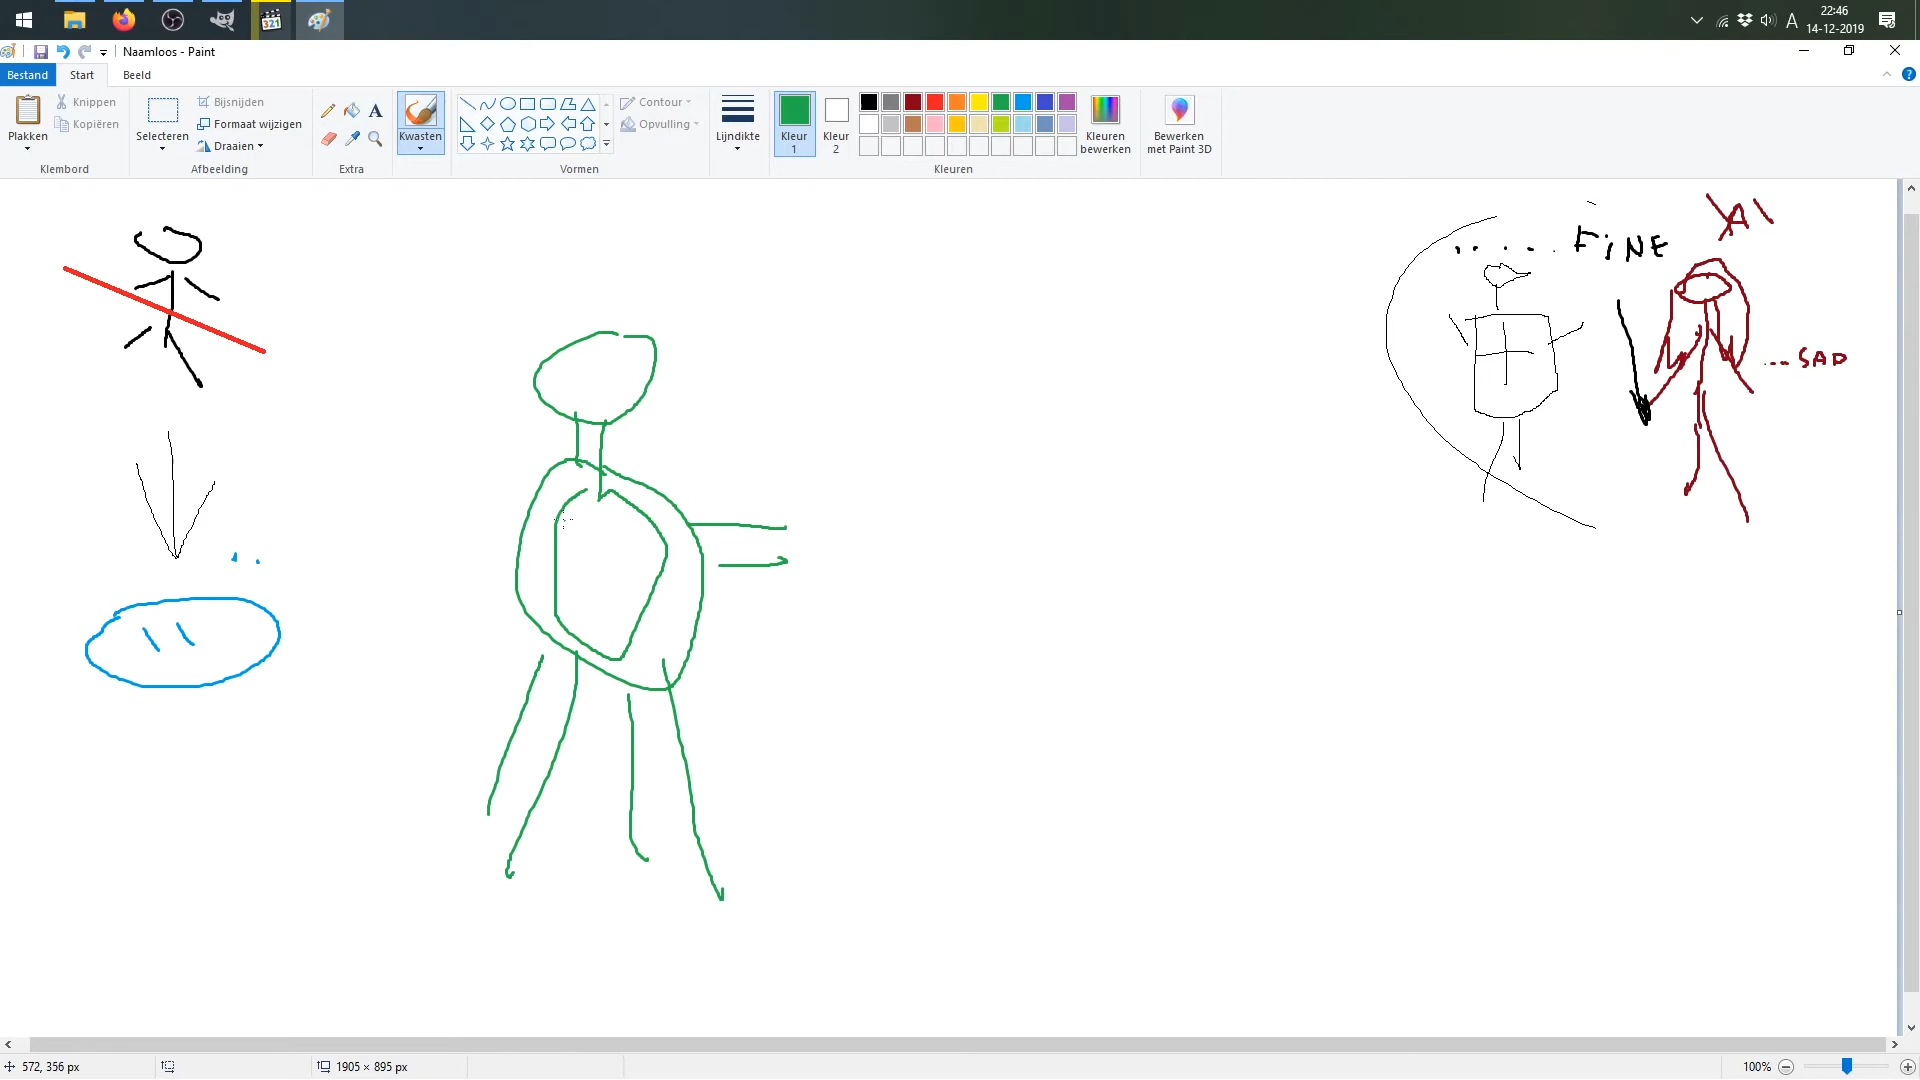 22:46
A
14-12-2019
321
Naamloos - Paint
Bestand Start Beeld
Plakken
Knippen
Kopiëren
Klembord
Selecteren
Bijsnijden
Formaat wijzigen
Draaien
Afbeelding
A
Extra
Kwasten
Contour
Opvulling
Vormen
Lijndikte
Kleur
1
Kleur
2
Kleuren
bewerken
Kleuren
Bewerken
met Paint 3D
..... FiNE
... SAD
572, 356 px
1905 × 895 px
100%